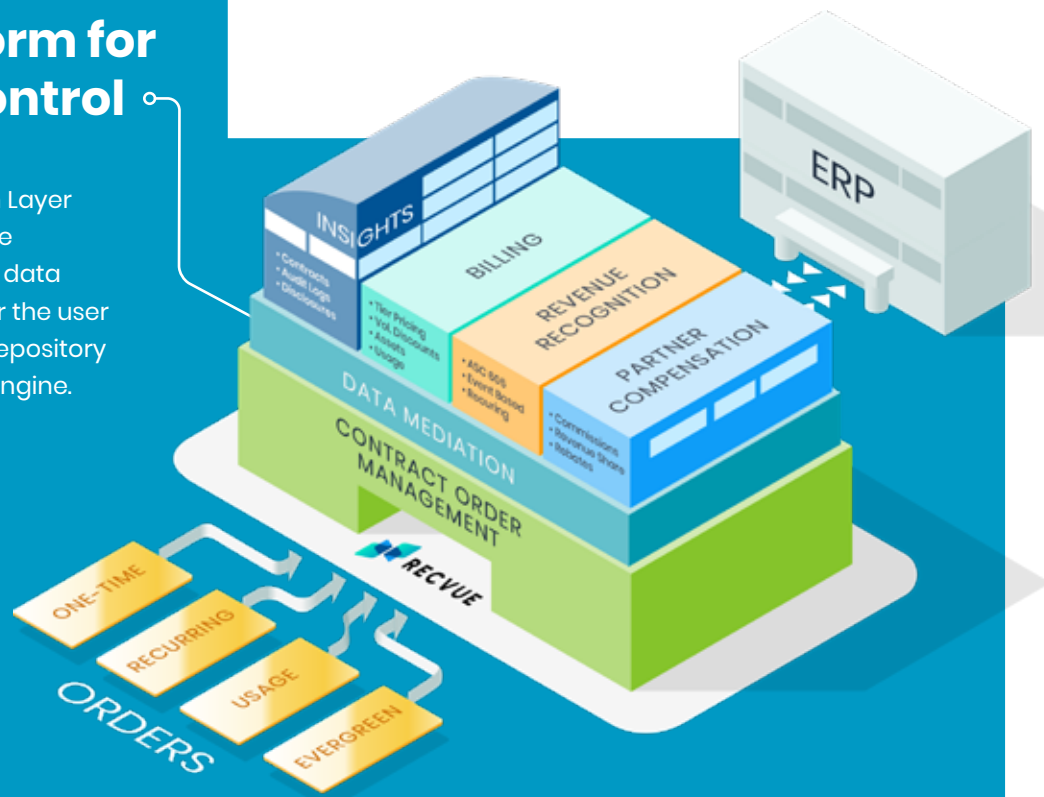 orm for
ontrol
Layer
e
data
r the user
epository
ngine.
INSIGHTS
• Contracts
• Audit Logs
• Disclosures
BILLING
• Tier Pricing
• Vol. Discounts
• Assets
• Usage
REVENUE
RECOGNITION
• ASC 606
• Event Based
• Recuring
PARTNER
COMPENSATION
• Commissions
• Revenue Share
• Rebates
ERP
DATA MEDIATION
CONTRACT ORDER
MANAGEMENT
RECVUE
ONE-TIME
RECURRING
USAGE
EVERGREEN
ORDERS